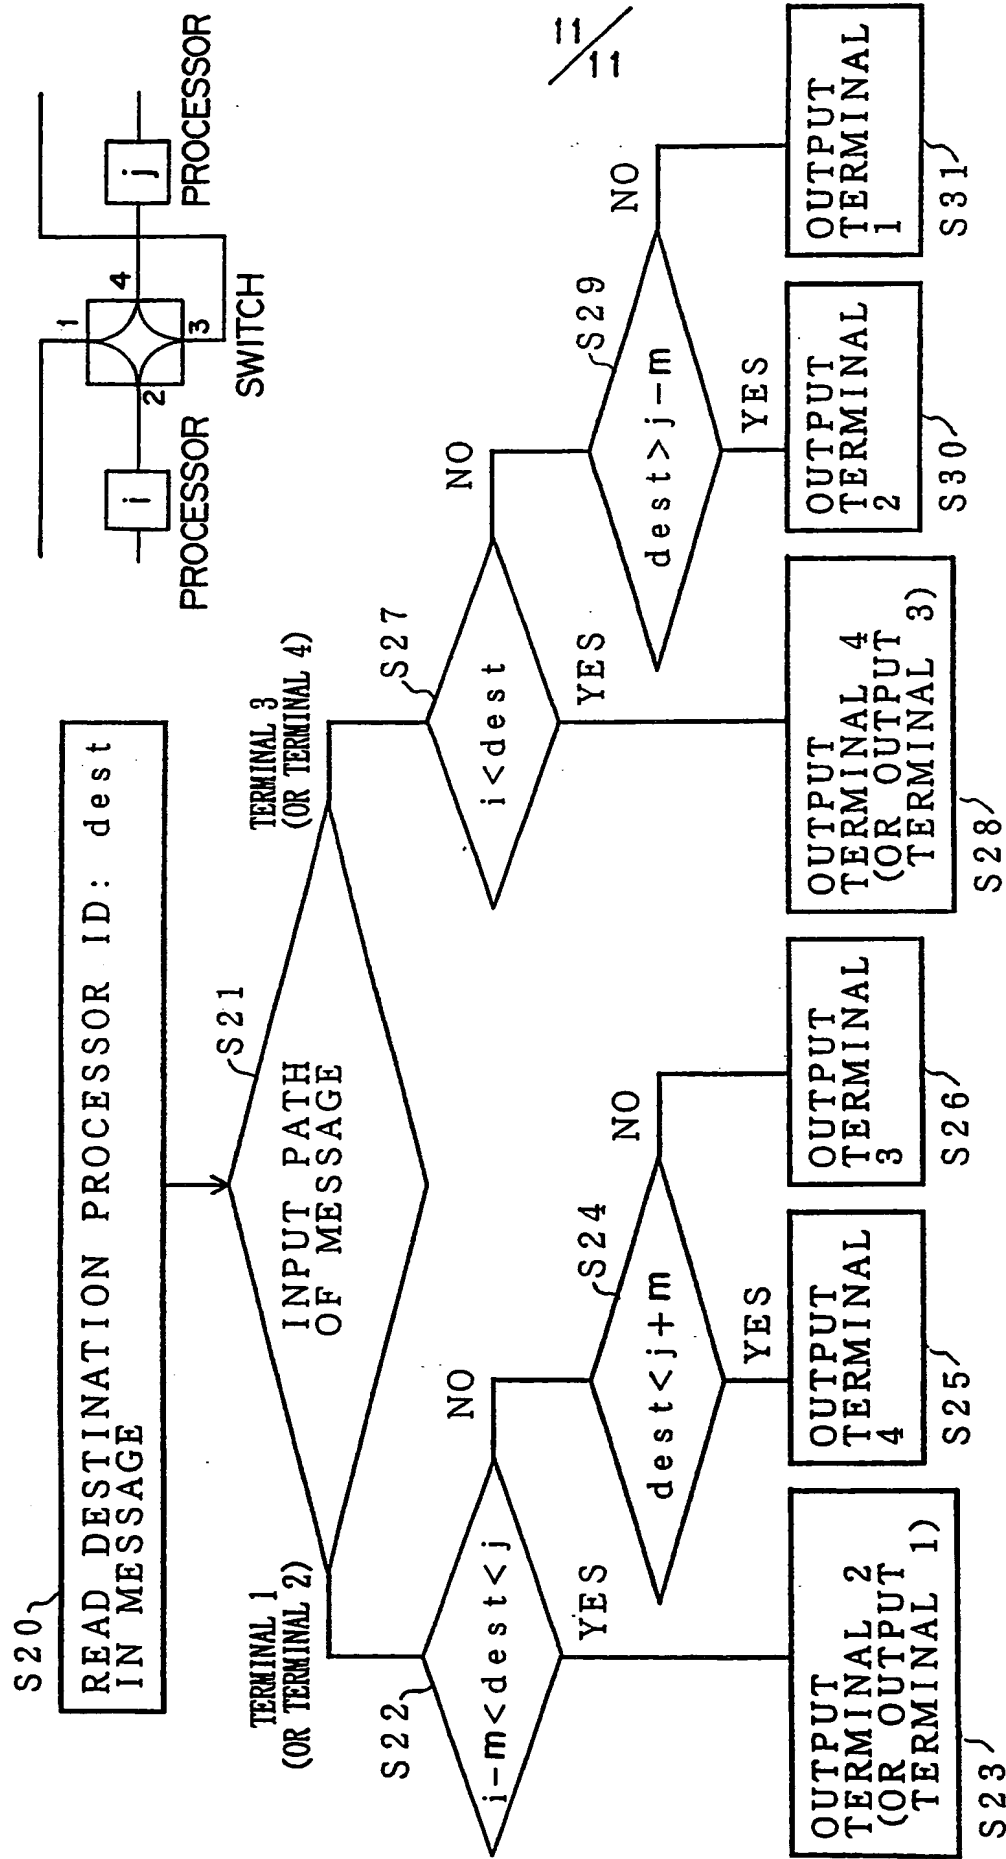 S20
READ DESTINATION PROCESSOR ID: dest
IN MESSAGE
PROCESSOR
i
1
2
3
4
SWITCH
j
PROCESSOR
11/11
S21
INPUT PATH
OF MESSAGE
TERMINAL 1
(OR TERMINAL 2)
TERMINAL 3
(OR TERMINAL 4)
S22
i-m<dest<j
NO
YES
S24
dest<j+m
NO
YES
S27
i<dest
NO
YES
S29
dest>j-m
NO
YES
OUTPUT
TERMINAL 2
(OR OUTPUT
TERMINAL 1)
S23
OUTPUT
TERMINAL
4
S25
OUTPUT
TERMINAL
3
S26
OUTPUT
TERMINAL 4
(OR OUTPUT
TERMINAL 3)
S28
OUTPUT
TERMINAL
2
S30
OUTPUT
TERMINAL
1
S31